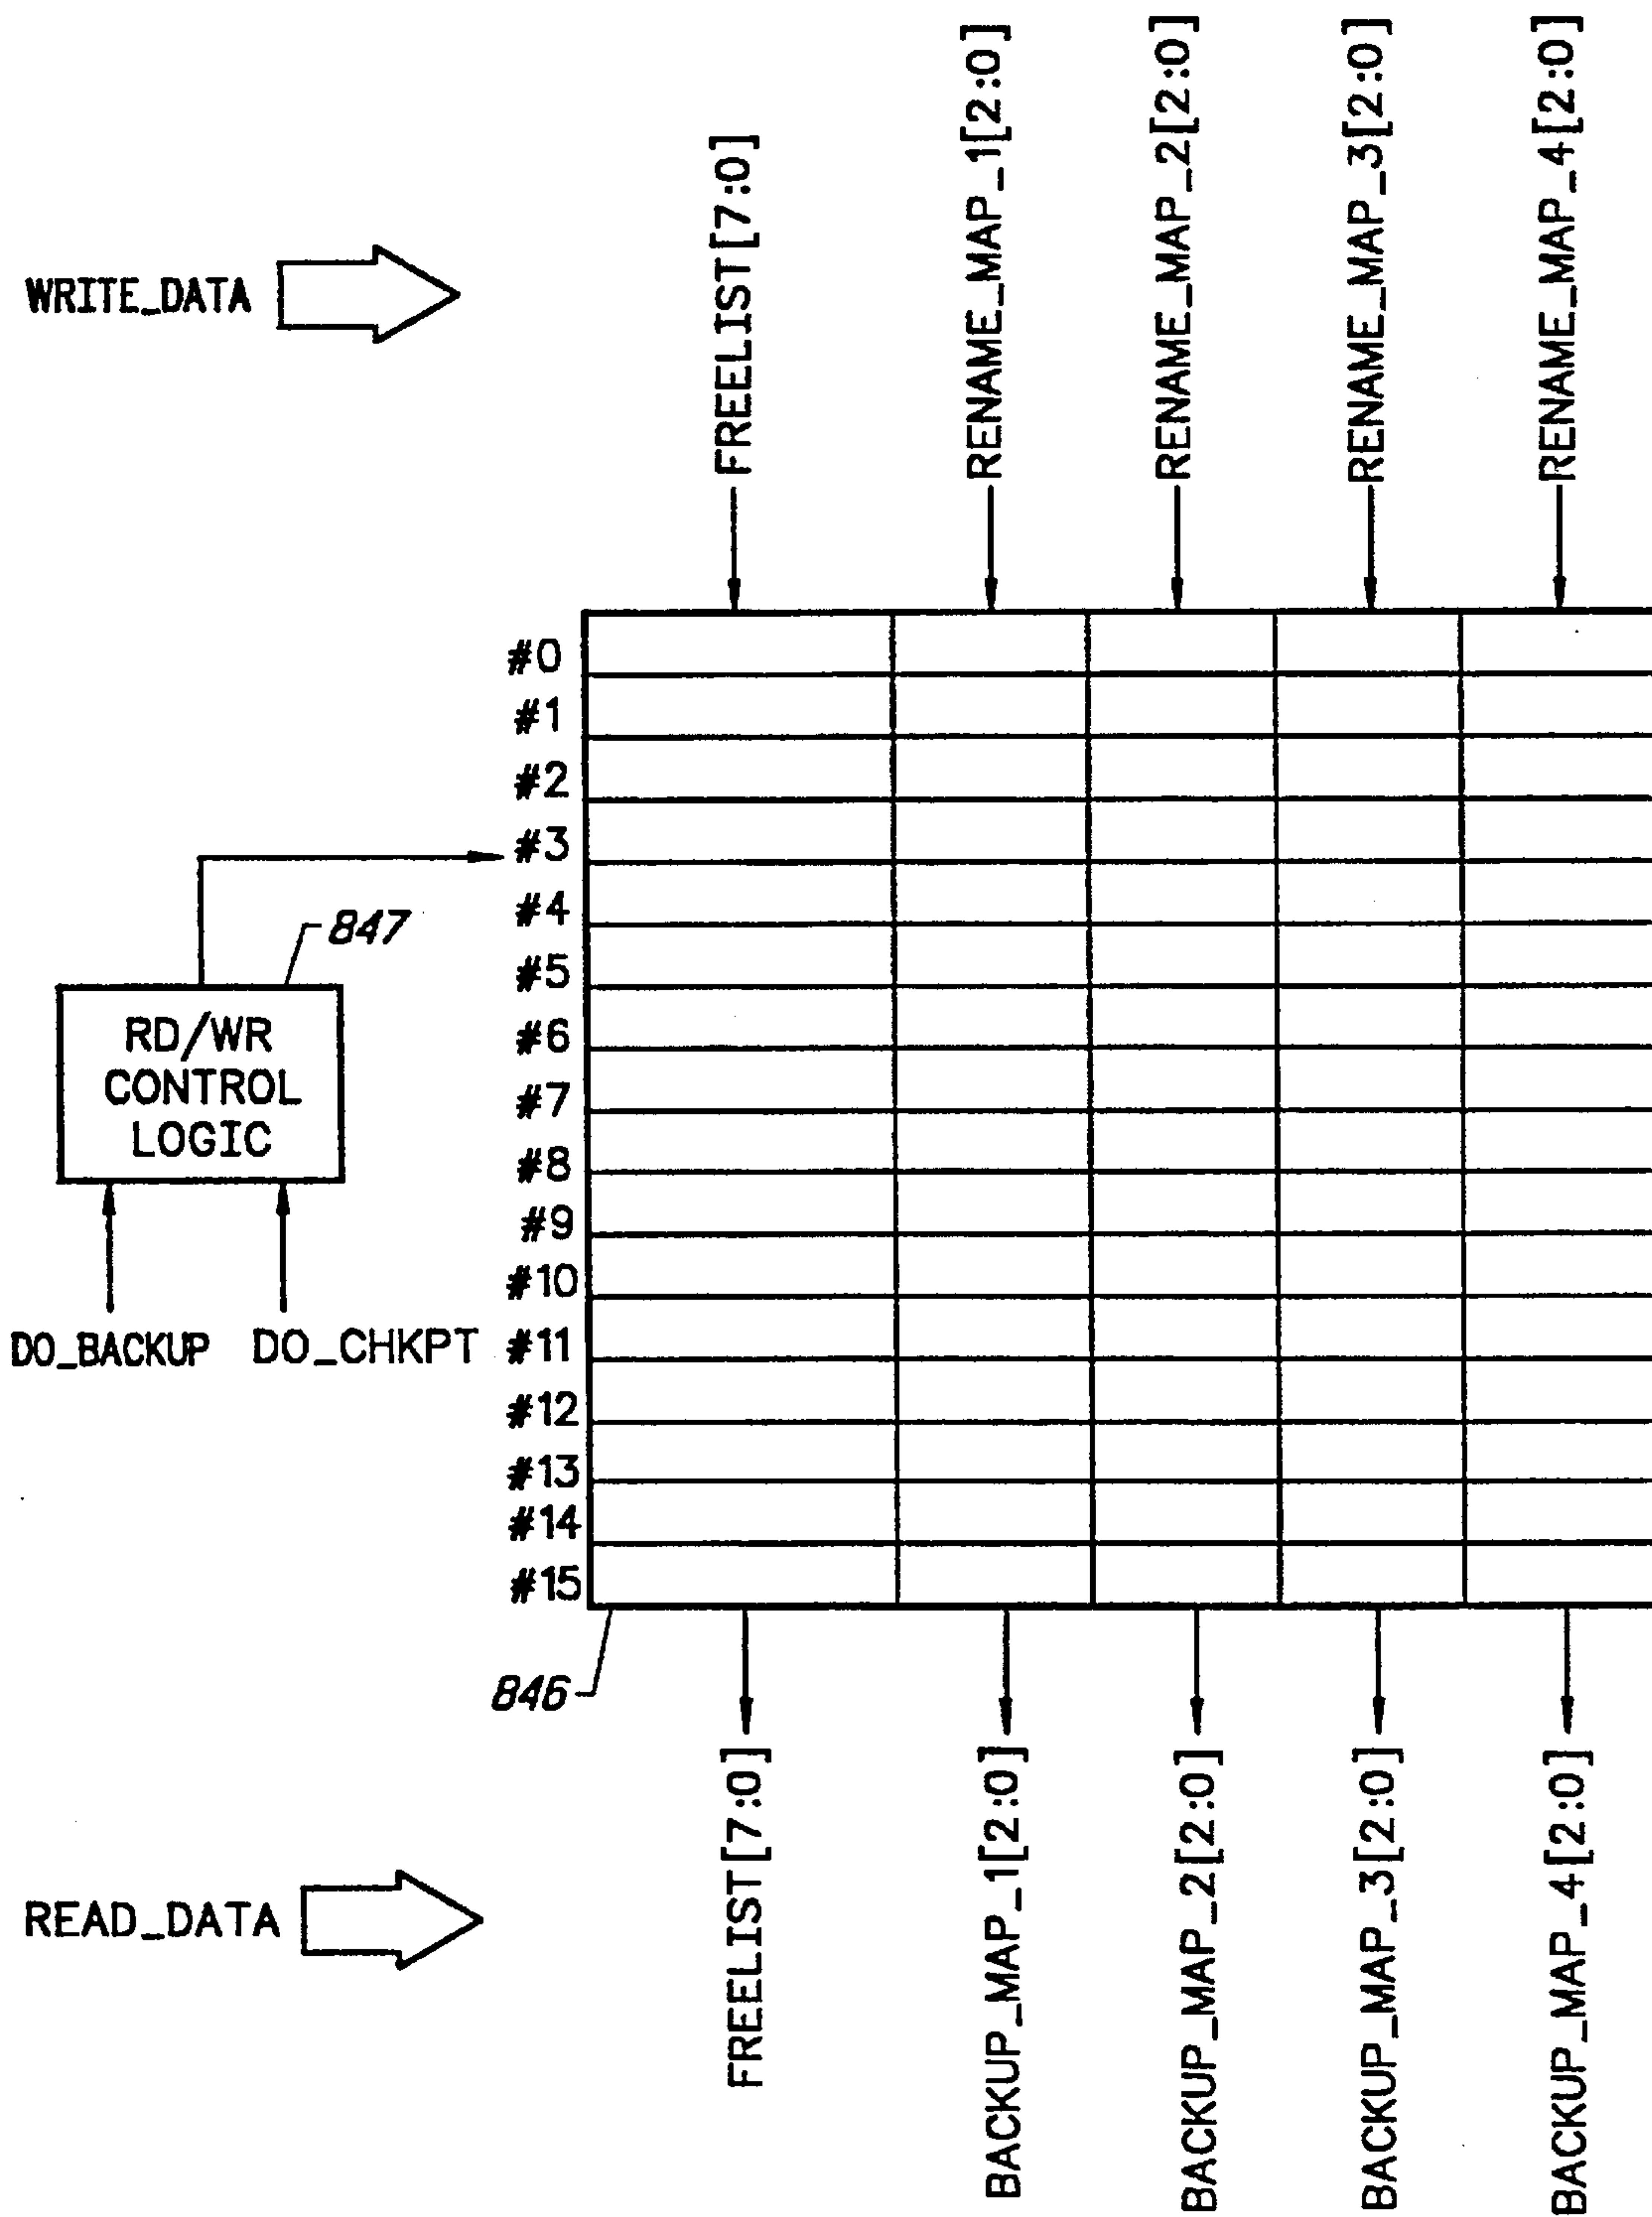 WRITE_DATA
FREELIST[7:0]
RENAME_MAP_1[2:0]
RENAME_MAP_2[2:0]
RENAME_MAP_3[2:0]
RENAME_MAP_4[2:0]
#0
#1
#2
#3
#4
#5
#6
#7
#8
#9
#10
#11
#12
#13
#14
#15
847
RD/WR
CONTROL
LOGIC
DO_BACKUP
DO_CHKPT
846
READ_DATA
FREELIST[7:0]
BACKUP_MAP_1[2:0]
BACKUP_MAP_2[2:0]
BACKUP_MAP_3[2:0]
BACKUP_MAP_4[2:0]